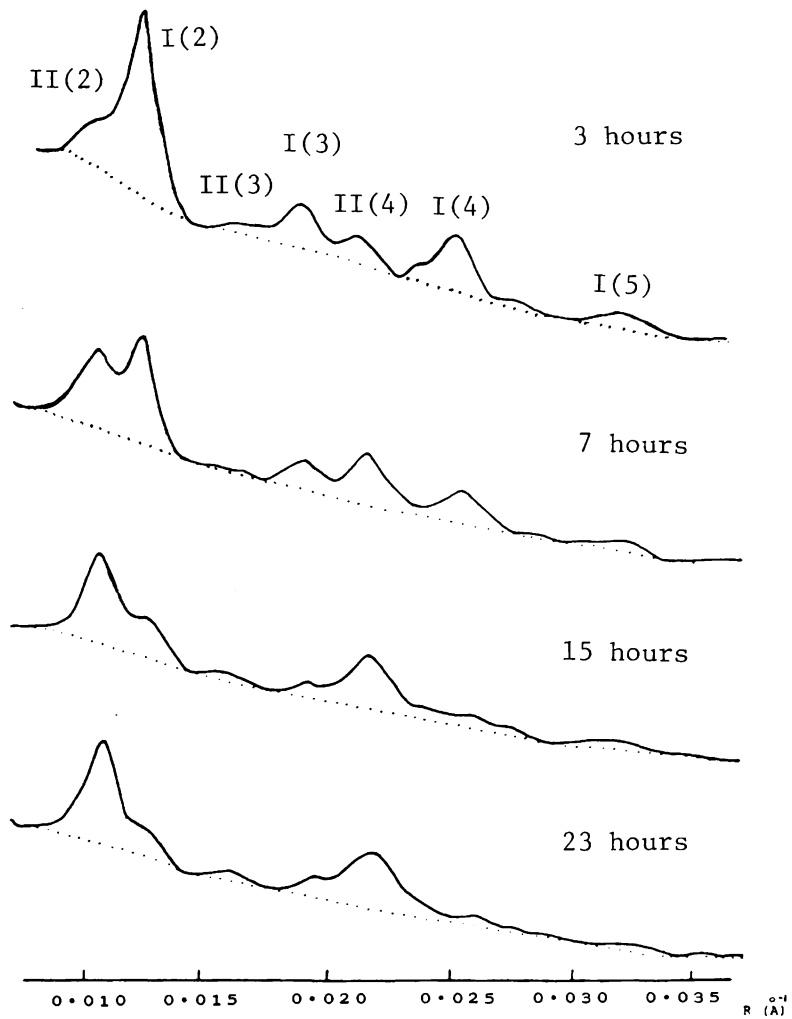 I(2)
II(2)
3 hours
I(3)
II(3)
II(4) I(4)
I(5)
7 hours
15 hours
23 hours
0·010 0·015 0·020 0·025 0·030 0·035
R (A) o-1